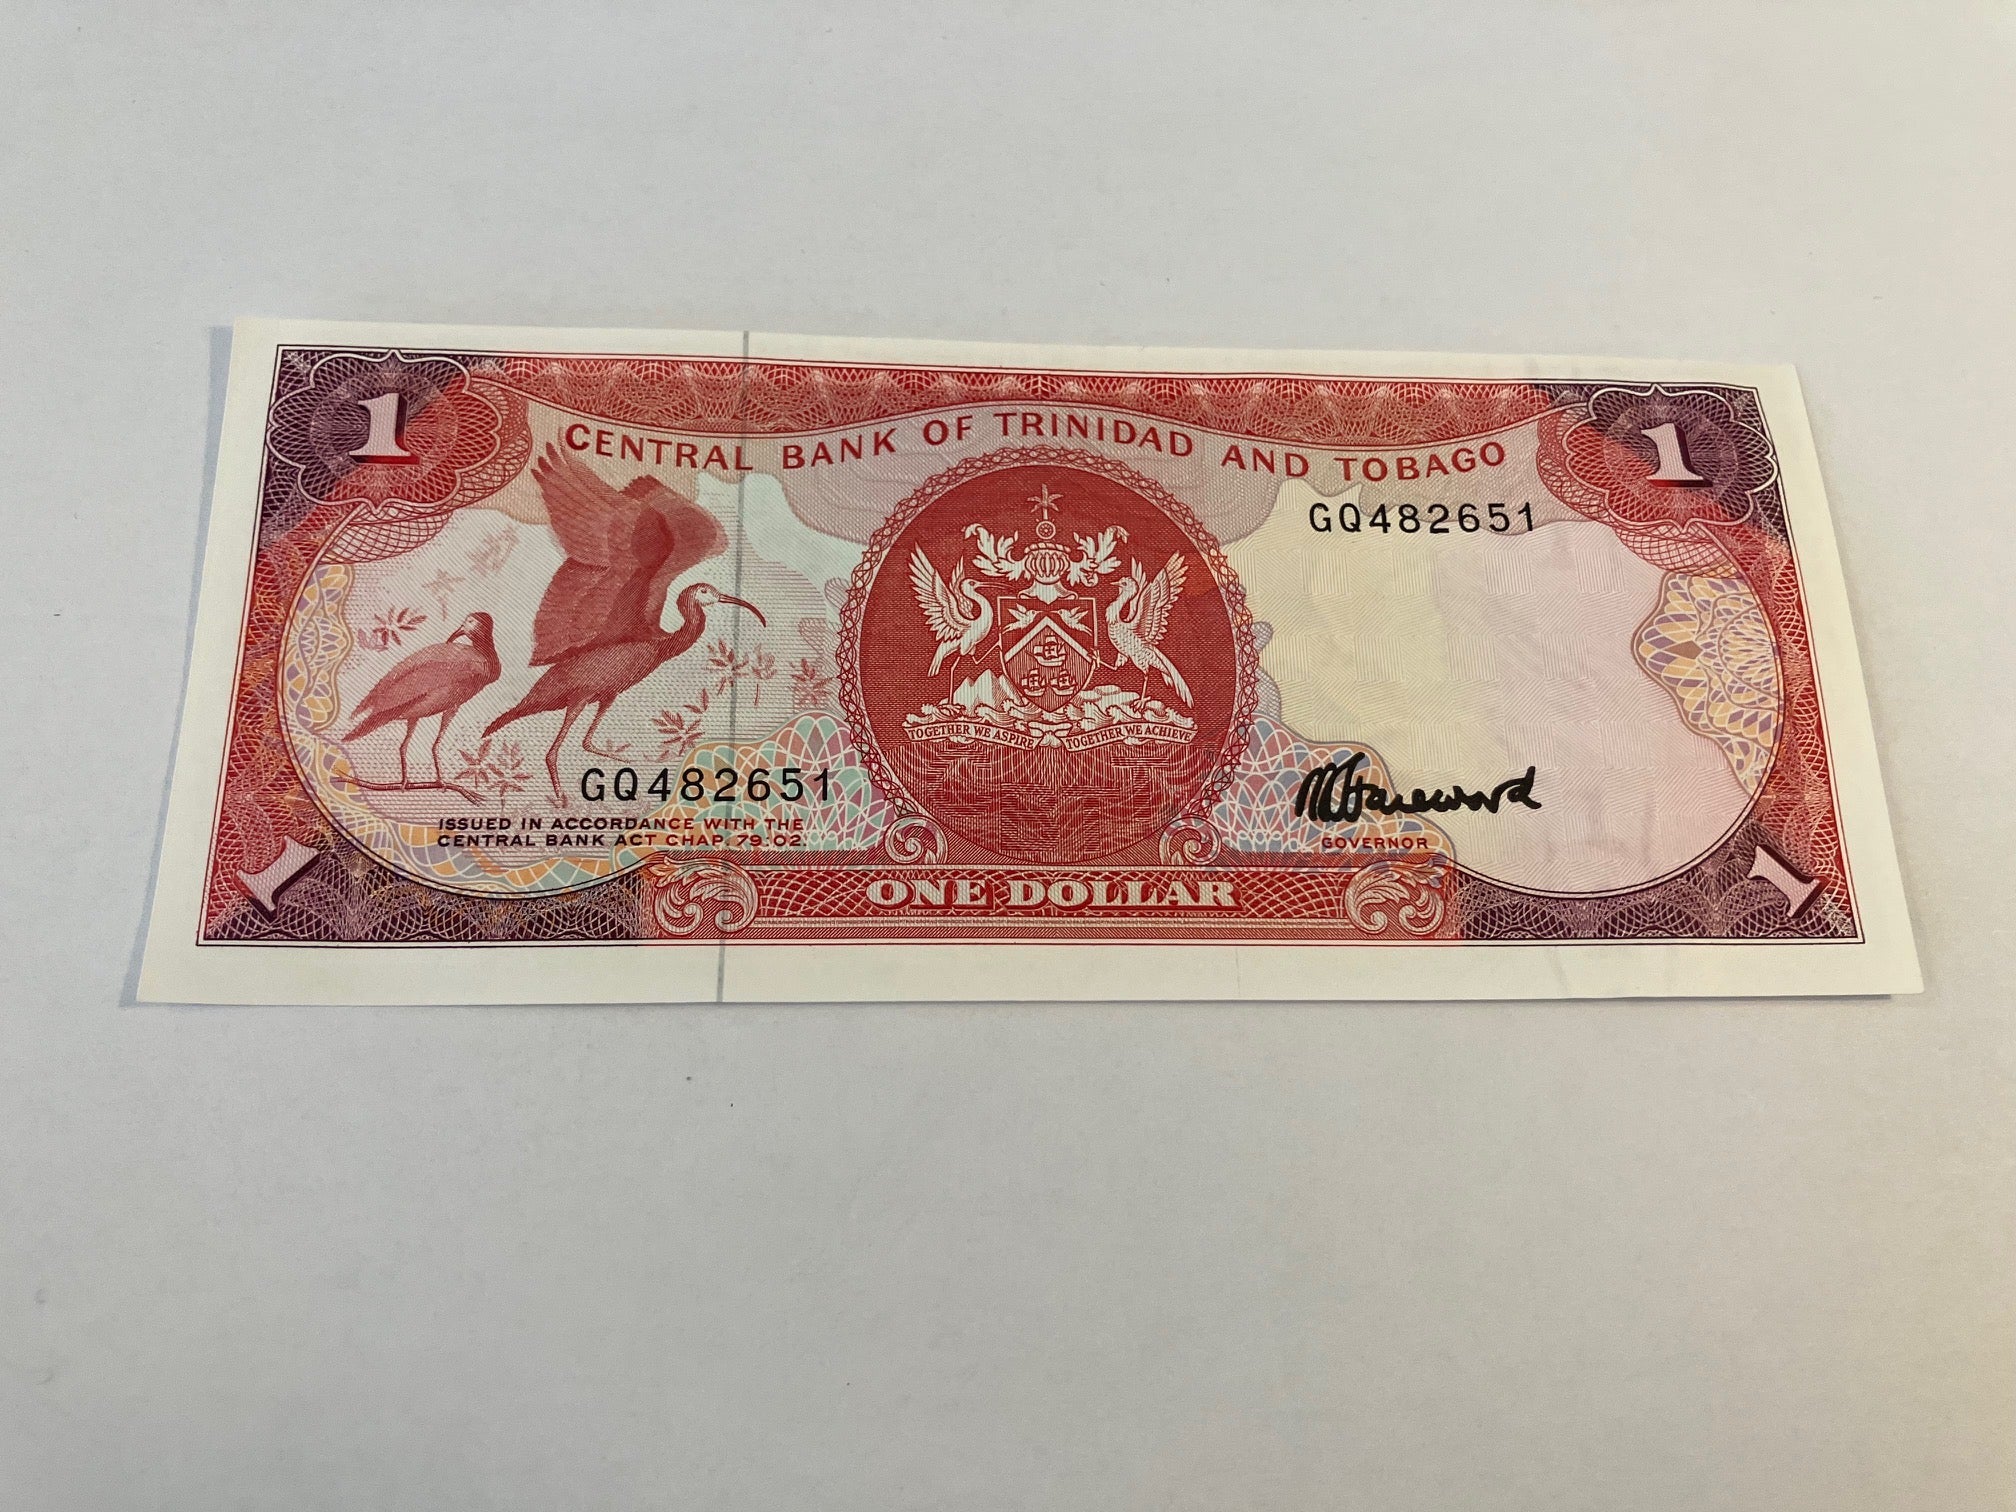 1
1
CENTRAL BANK OF TRINIDAD AND TOBAGO
GQ482651
TOGETHER WE ASPIRE TOGETHER WE ACHIEVE
GQ482651
ISSUED IN ACCORDANCE WITH THE
CENTRAL BANK ACT CHAP. 79:02.
GOVERNOR
1
ONE DOLLAR
1